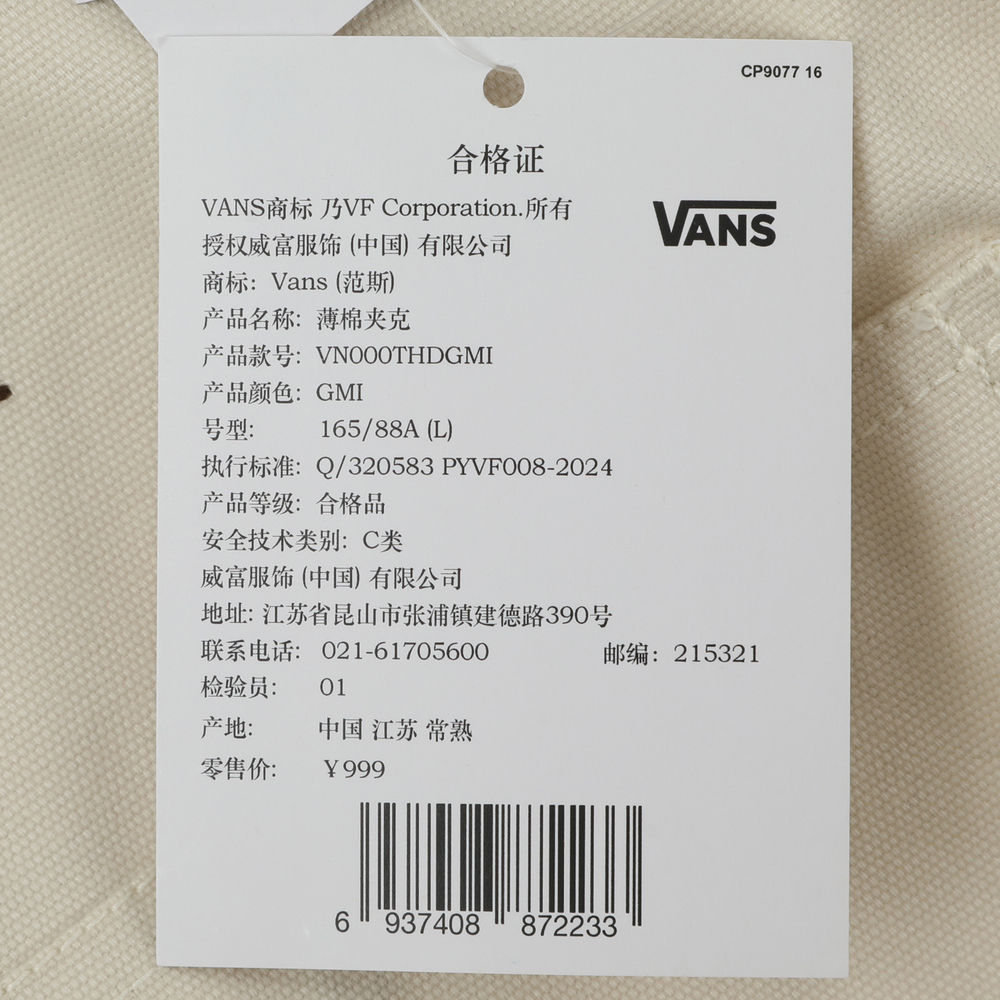 CP9077 16
合格证
VANS商标 乃VF Corporation.所有
VANS
授权威富服饰 (中国) 有限公司
商标: Vans (范斯)
产品名称: 薄棉夹克
产品款号: VN000THDGMI
产品颜色: GMI
号型: 165/88A (L)
执行标准: Q/320583 PYVF008-2024
产品等级: 合格品
安全技术类别: C类
威富服饰 (中国) 有限公司
地址: 江苏省昆山市张浦镇建德路390号
联系电话: 021-61705600 邮编: 215321
检验员: 01
产地: 中国 江苏 常熟
零售价: ¥999
6 937408 872233